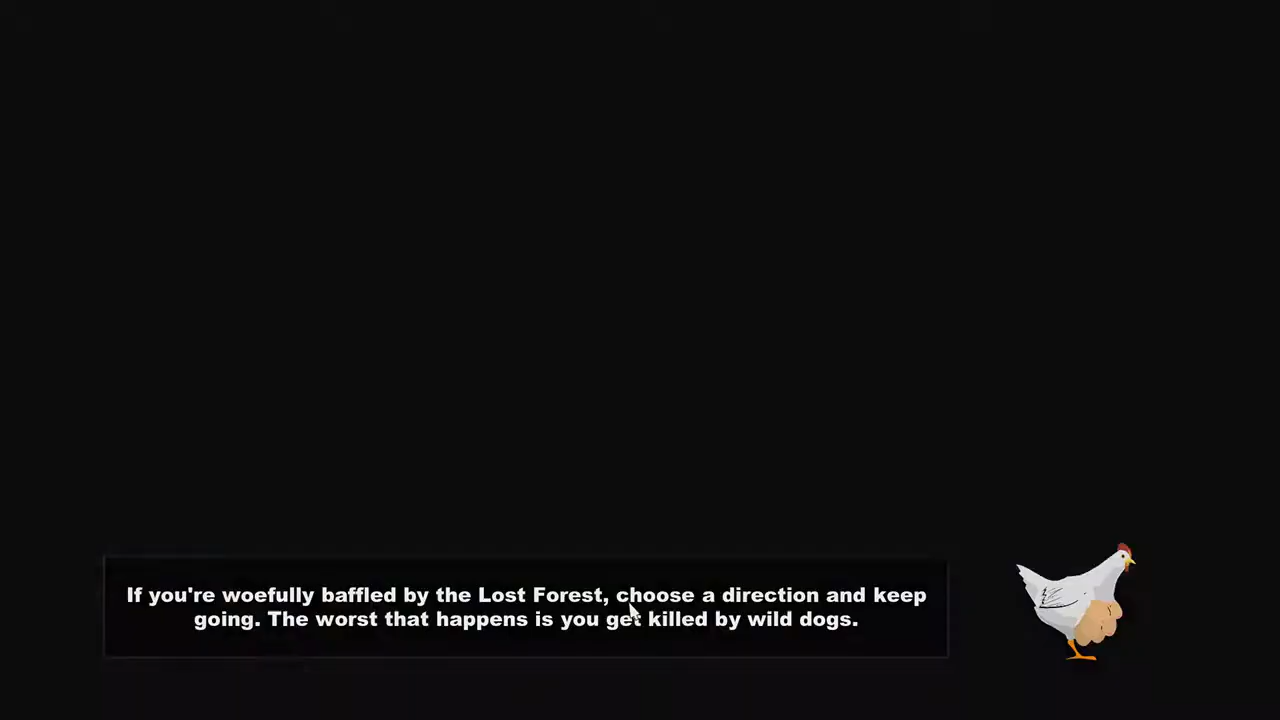 If you're woefully baffled by the Lost Forest, choose a direction and keep
going. The worst that happens is you get killed by wild dogs.